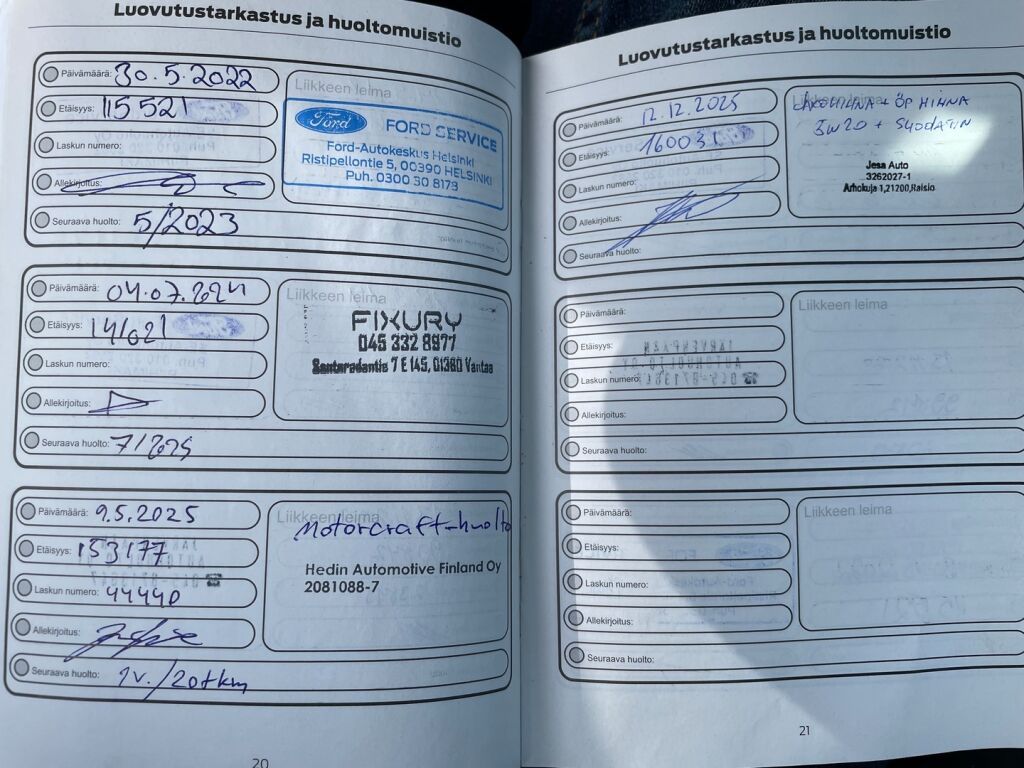 Luovutustarkastus ja huoltomuistio
Päivämäärä: 30.5.2022
Etäisyys: 115521
Laskun numero:
Allekirjoitus:
Seuraava huolto: 5/2023
Liikkeen leima
Ford FORD SERVICE
Ford-Autokeskus Helsinki
Ristipellontie 5, 00390 HELSINKI
Puh. 0300 30 8173
Päivämäärä: 04.07.2024
Etäisyys:
Laskun numero:
Allekirjoitus:
Seuraava huolto: 7/2025
Liikkeen leima
FIXURY
045 332 8977
Santaradantie 7 E 145, 01380 Vantaa
Päivämäärä: 9.5.2025
Etäisyys: 153177
Laskun numero: 44440
Allekirjoitus:
Seuraava huolto: 1v./20tkm
Liikkeen leima
Motorcraft-huolto
Hedin Automotive Finland Oy
2081088-7
20
Luovutustarkastus ja huoltomuistio
Päivämäärä: 12.12.2025
Etäisyys:
Laskun numero:
Allekirjoitus:
Seuraava huolto:
Liikkeen leima
+ ÖP HINNA
5W20 + SUODATIN
Jesa Auto
3262027-1
Arhokuja 1,21200,Raisio
Päivämäärä:
Etäisyys:
Laskun numero:
Allekirjoitus:
Seuraava huolto:
Liikkeen leima
Päivämäärä:
Etäisyys:
Laskun numero:
Allekirjoitus:
Seuraava huolto:
Liikkeen leima
21